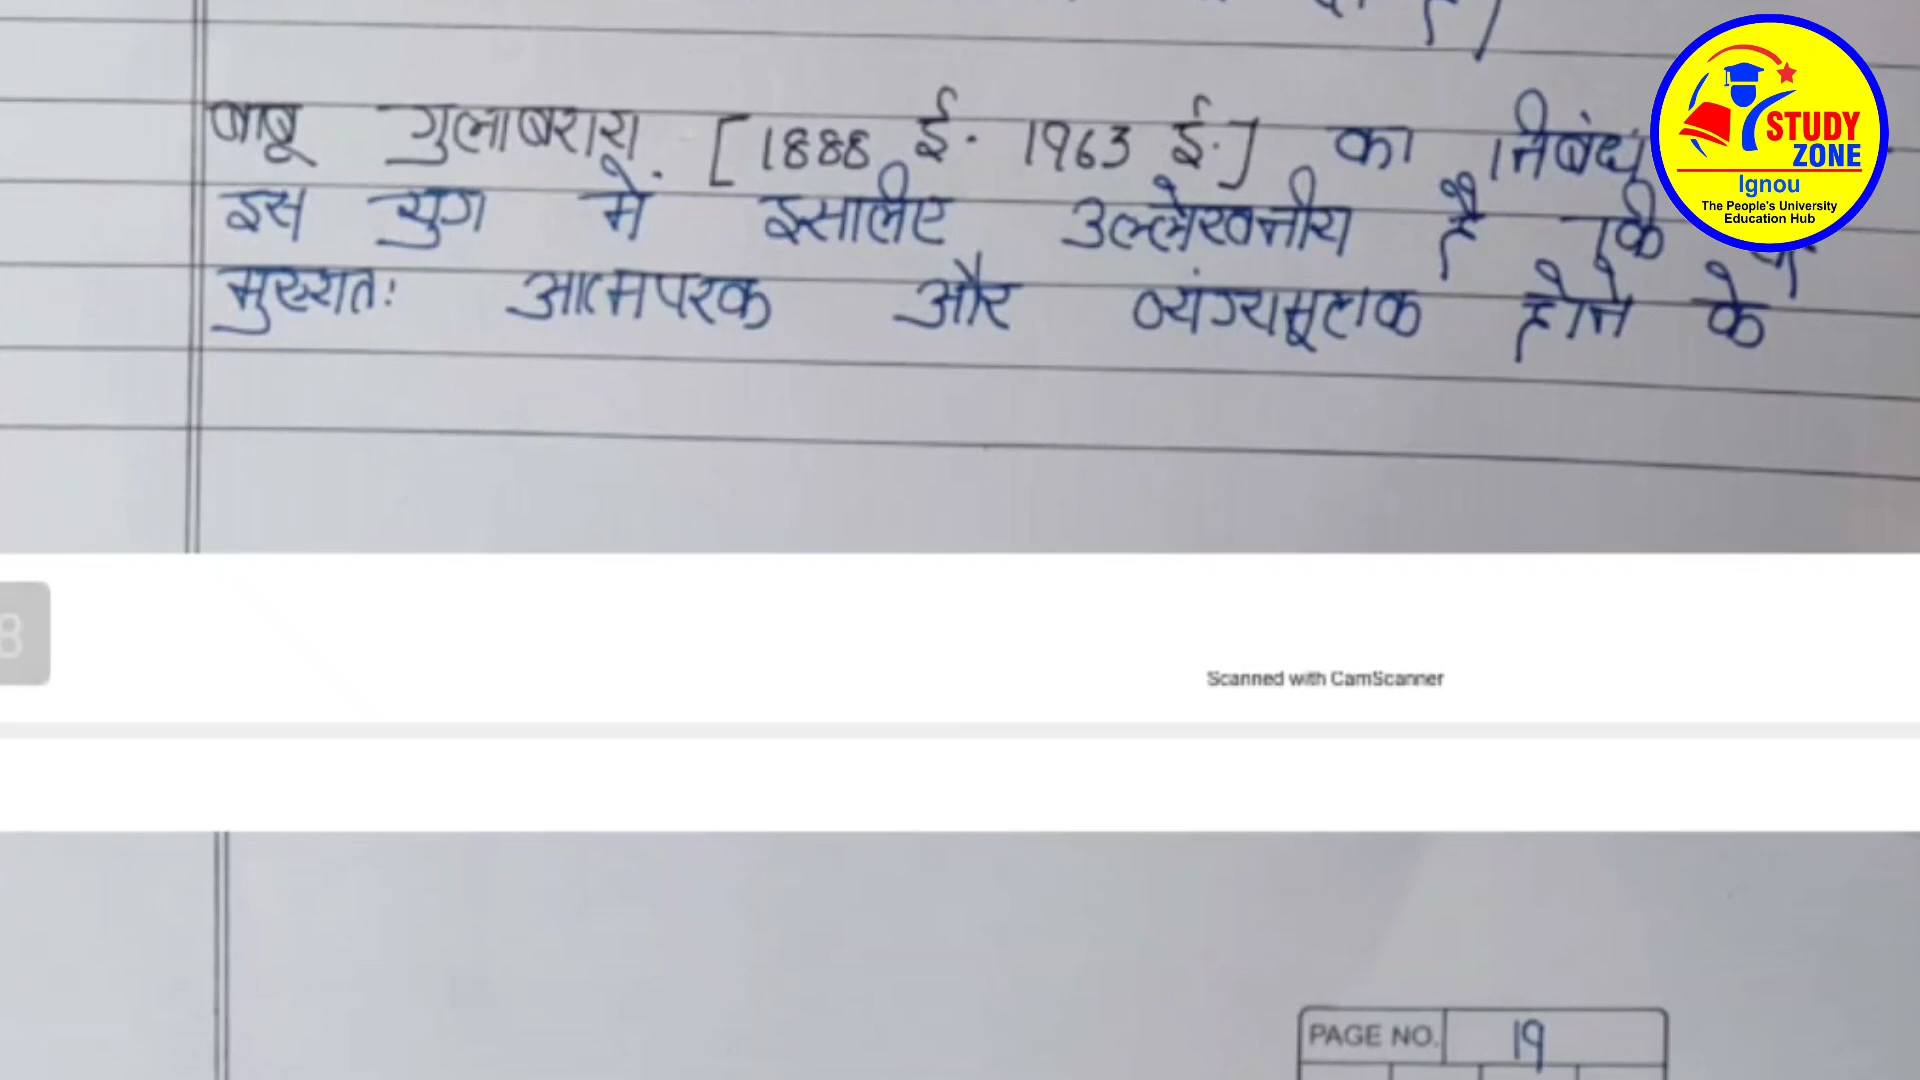 बाबू गुलाबराय [1888 ई. 1963 ई.] का निबंध
इस युग में इसलिए उल्लेखनीय है कि
मुख्यतः आत्मपरक और व्यंग्यमूलक होने के
STUDY
ZONE
Ignou
The People's University
Education Hub
8
Scanned with CamScanner
PAGE NO. 19